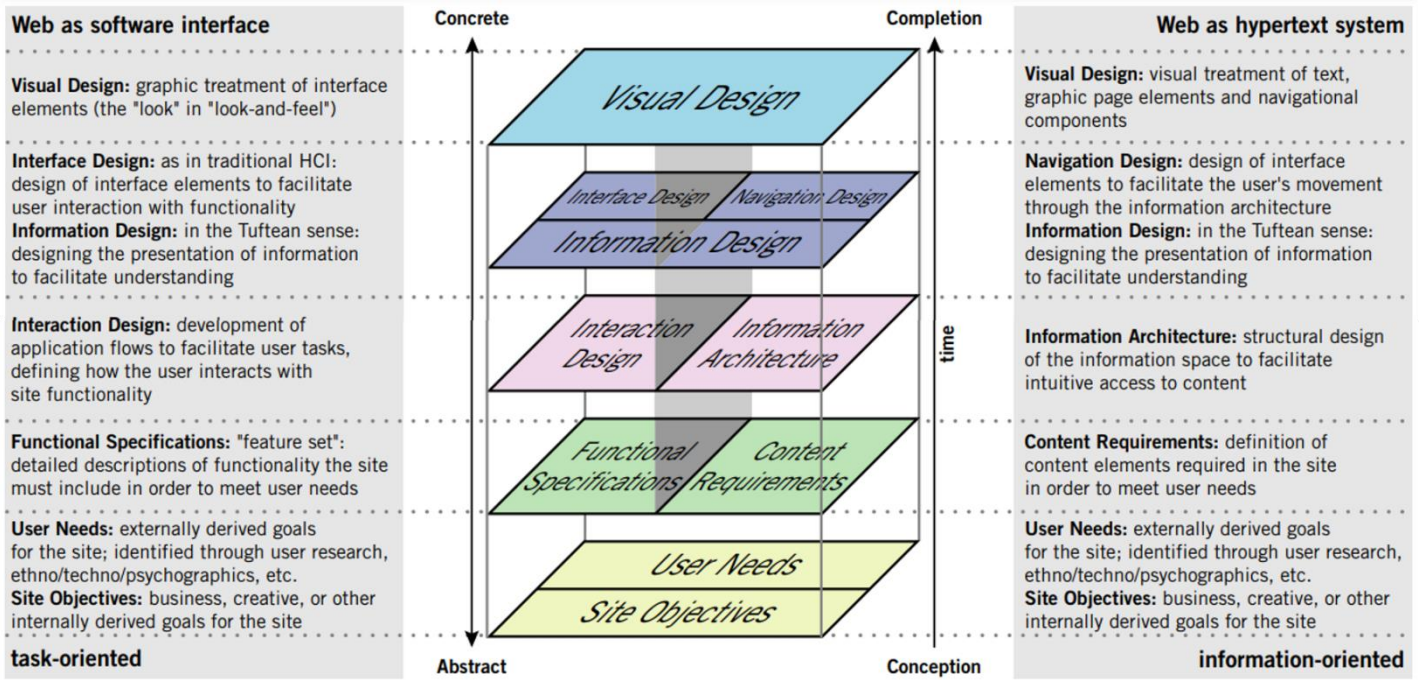 Web as software interface
Visual Design: graphic treatment of interface
elements (the "look" in "look-and-feel")
Interface Design: as in traditional HCI:
design of interface elements to facilitate
user interaction with functionality
Information Design: in the Tuftean sense:
designing the presentation of information
to facilitate understanding
Interaction Design: development of
application flows to facilitate user tasks,
defining how the user interacts with
site functionality
Functional Specifications: "feature set":
detailed descriptions of functionality the site
must include in order to meet user needs
User Needs: externally derived goals
for the site; identified through user research,
ethno/techno/psychographics, etc.
Site Objectives: business, creative, or other
internally derived goals for the site
task-oriented
Concrete
Completion
Visual Design
Interface Design
Navigation Design
Information Design
Interaction
Design
Information
Architecture
time
Functional
Specifications
Content
Requirements
User Needs
Site Objectives
Abstract
Conception
Web as hypertext system
Visual Design: visual treatment of text,
graphic page elements and navigational
components
Navigation Design: design of interface
elements to facilitate the user's movement
through the information architecture
Information Design: in the Tuftean sense:
designing the presentation of information
to facilitate understanding
Information Architecture: structural design
of the information space to facilitate
intuitive access to content
Content Requirements: definition of
content elements required in the site
in order to meet user needs
User Needs: externally derived goals
for the site; identified through user research,
ethno/techno/psychographics, etc.
Site Objectives: business, creative, or other
internally derived goals for the site
information-oriented